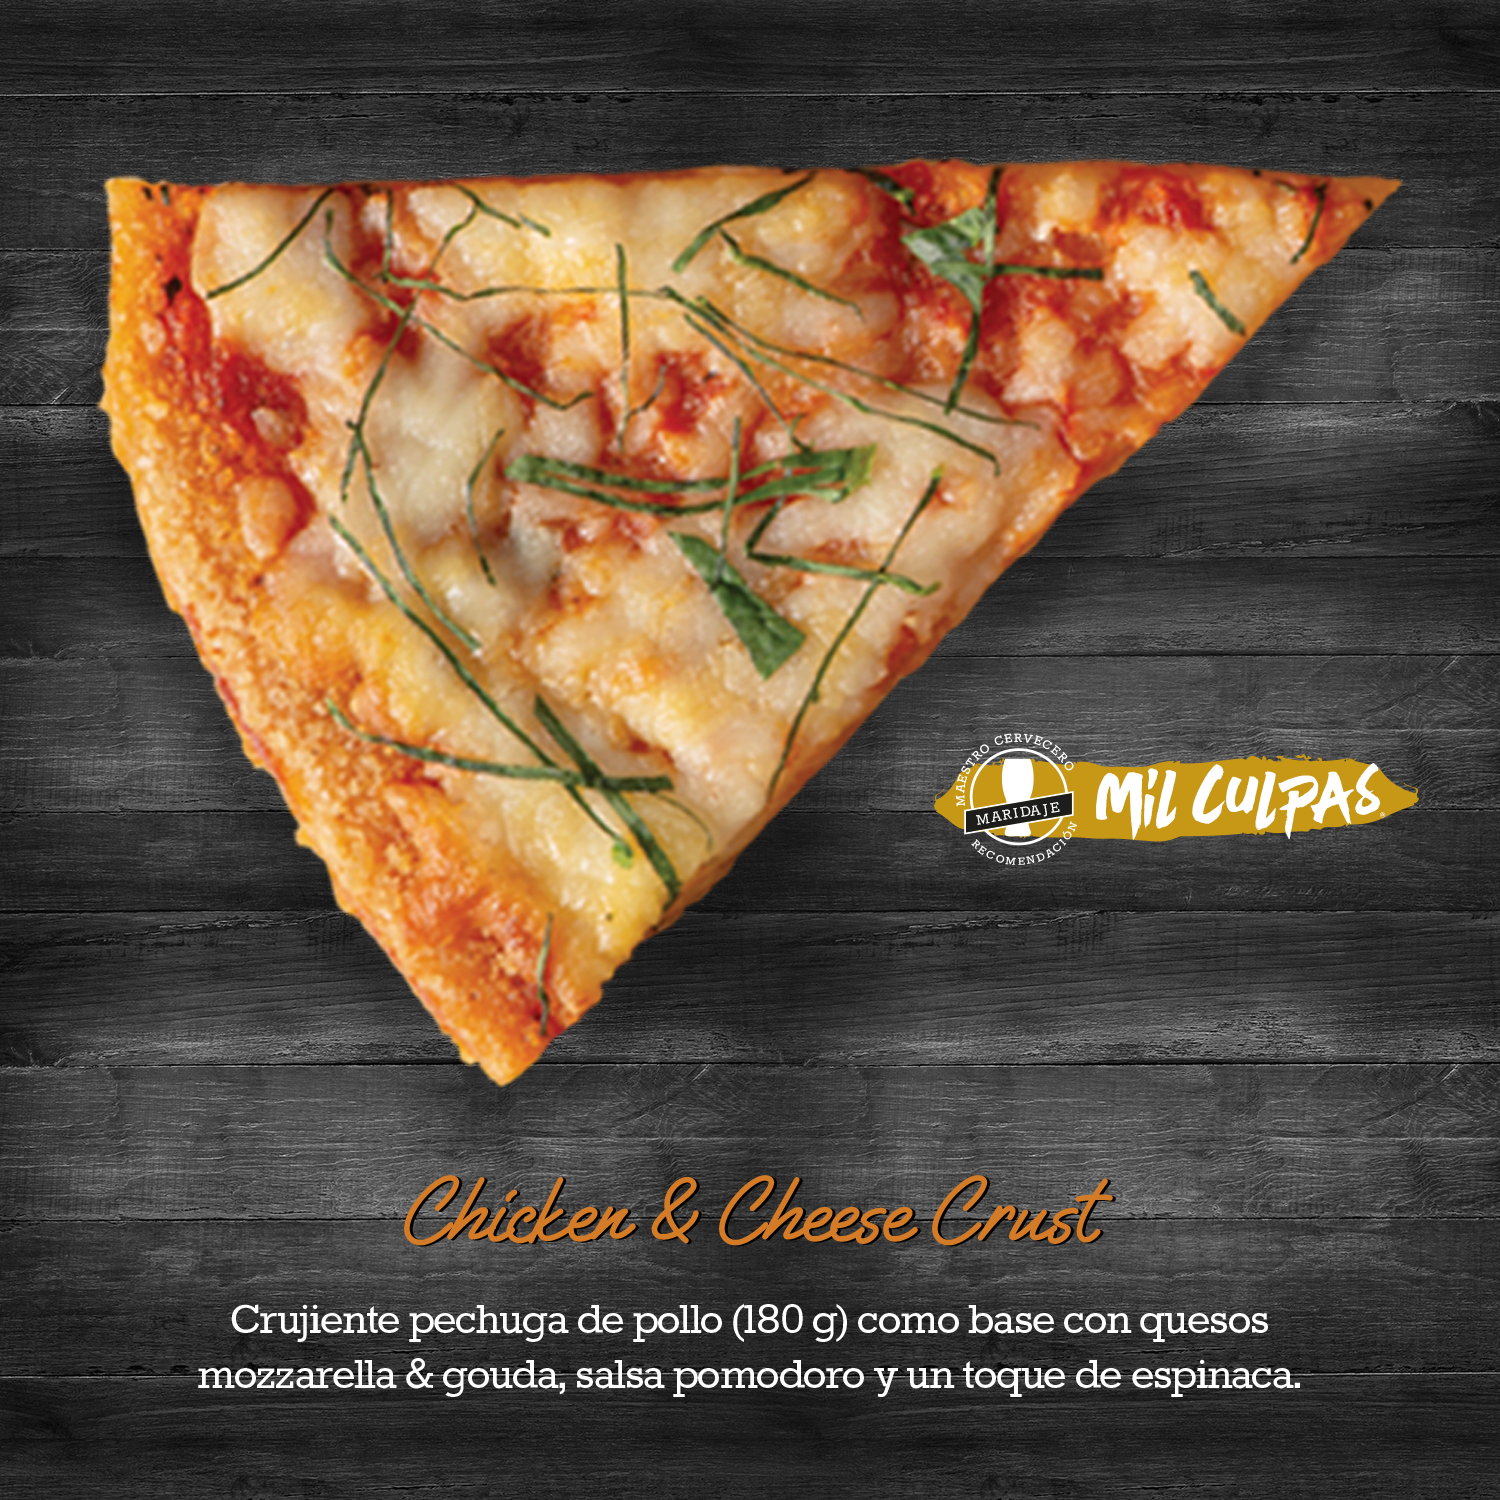 MAESTRO CERVECERO
MARIDAJE
RECOMENDACIÓN
MiL CULPAS
Chicken & Cheese Crust
Crujiente pechuga de pollo (180 g) como base con quesos
mozzarella & gouda, salsa pomodoro y un toque de espinaca.